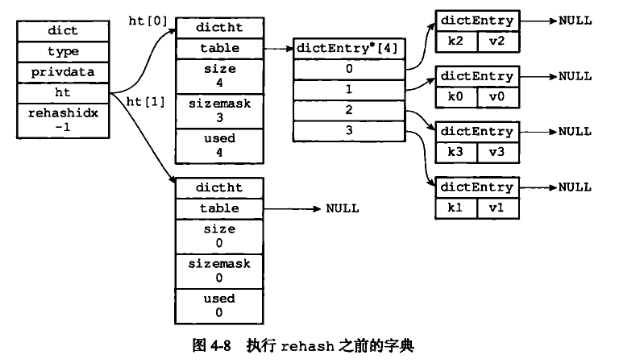 dict
type
privdata
ht
rehashidx
-1
ht[0]
ht[1]
dictht
table
size
4
sizemask
3
used
4
dictht
table
size
0
sizemask
0
used
0
NULL
dictEntry*[4]
0
1
2
3
dictEntry
k2 v2
NULL
dictEntry
k0 v0
NULL
dictEntry
k3 v3
NULL
dictEntry
k1 v1
NULL
图 4-8 执行 rehash 之前的字典